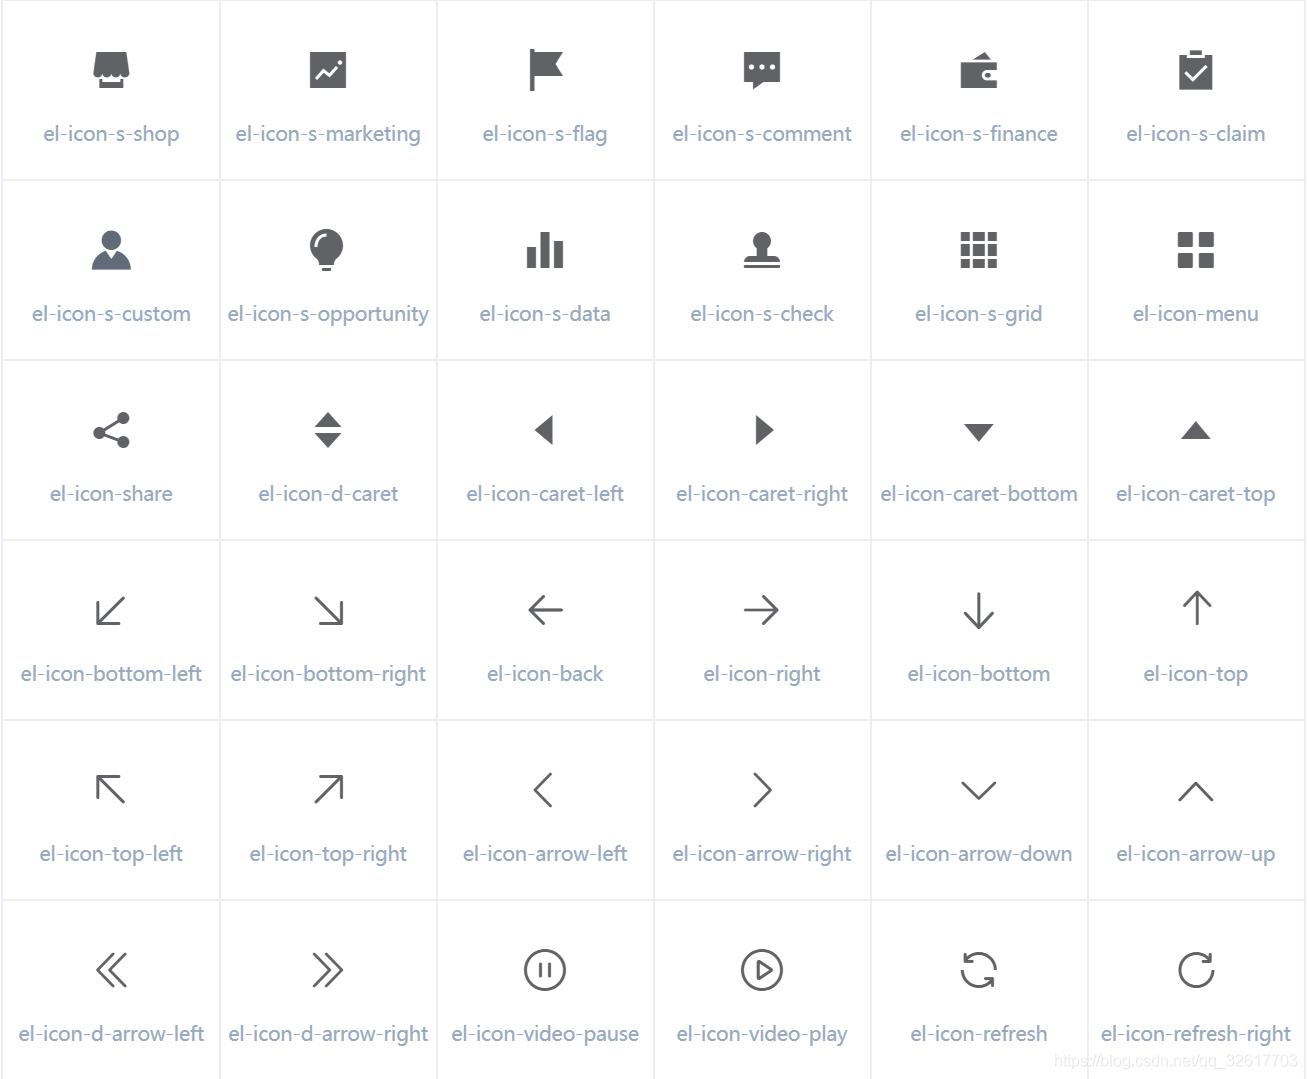 el-icon-s-shop
el-icon-s-marketing
el-icon-s-flag
el-icon-s-comment
el-icon-s-finance
el-icon-s-claim
el-icon-s-custom
el-icon-s-opportunity
el-icon-s-data
el-icon-s-check
el-icon-s-grid
el-icon-menu
el-icon-share
el-icon-d-caret
el-icon-caret-left
el-icon-caret-right
el-icon-caret-bottom
el-icon-caret-top
el-icon-bottom-left
el-icon-bottom-right
el-icon-back
el-icon-right
el-icon-bottom
el-icon-top
el-icon-top-left
el-icon-top-right
el-icon-arrow-left
el-icon-arrow-right
el-icon-arrow-down
el-icon-arrow-up
el-icon-d-arrow-left
el-icon-d-arrow-right
el-icon-video-pause
el-icon-video-play
el-icon-refresh
el-icon-refresh-right
https://blog.csdn.net/qq_32617703